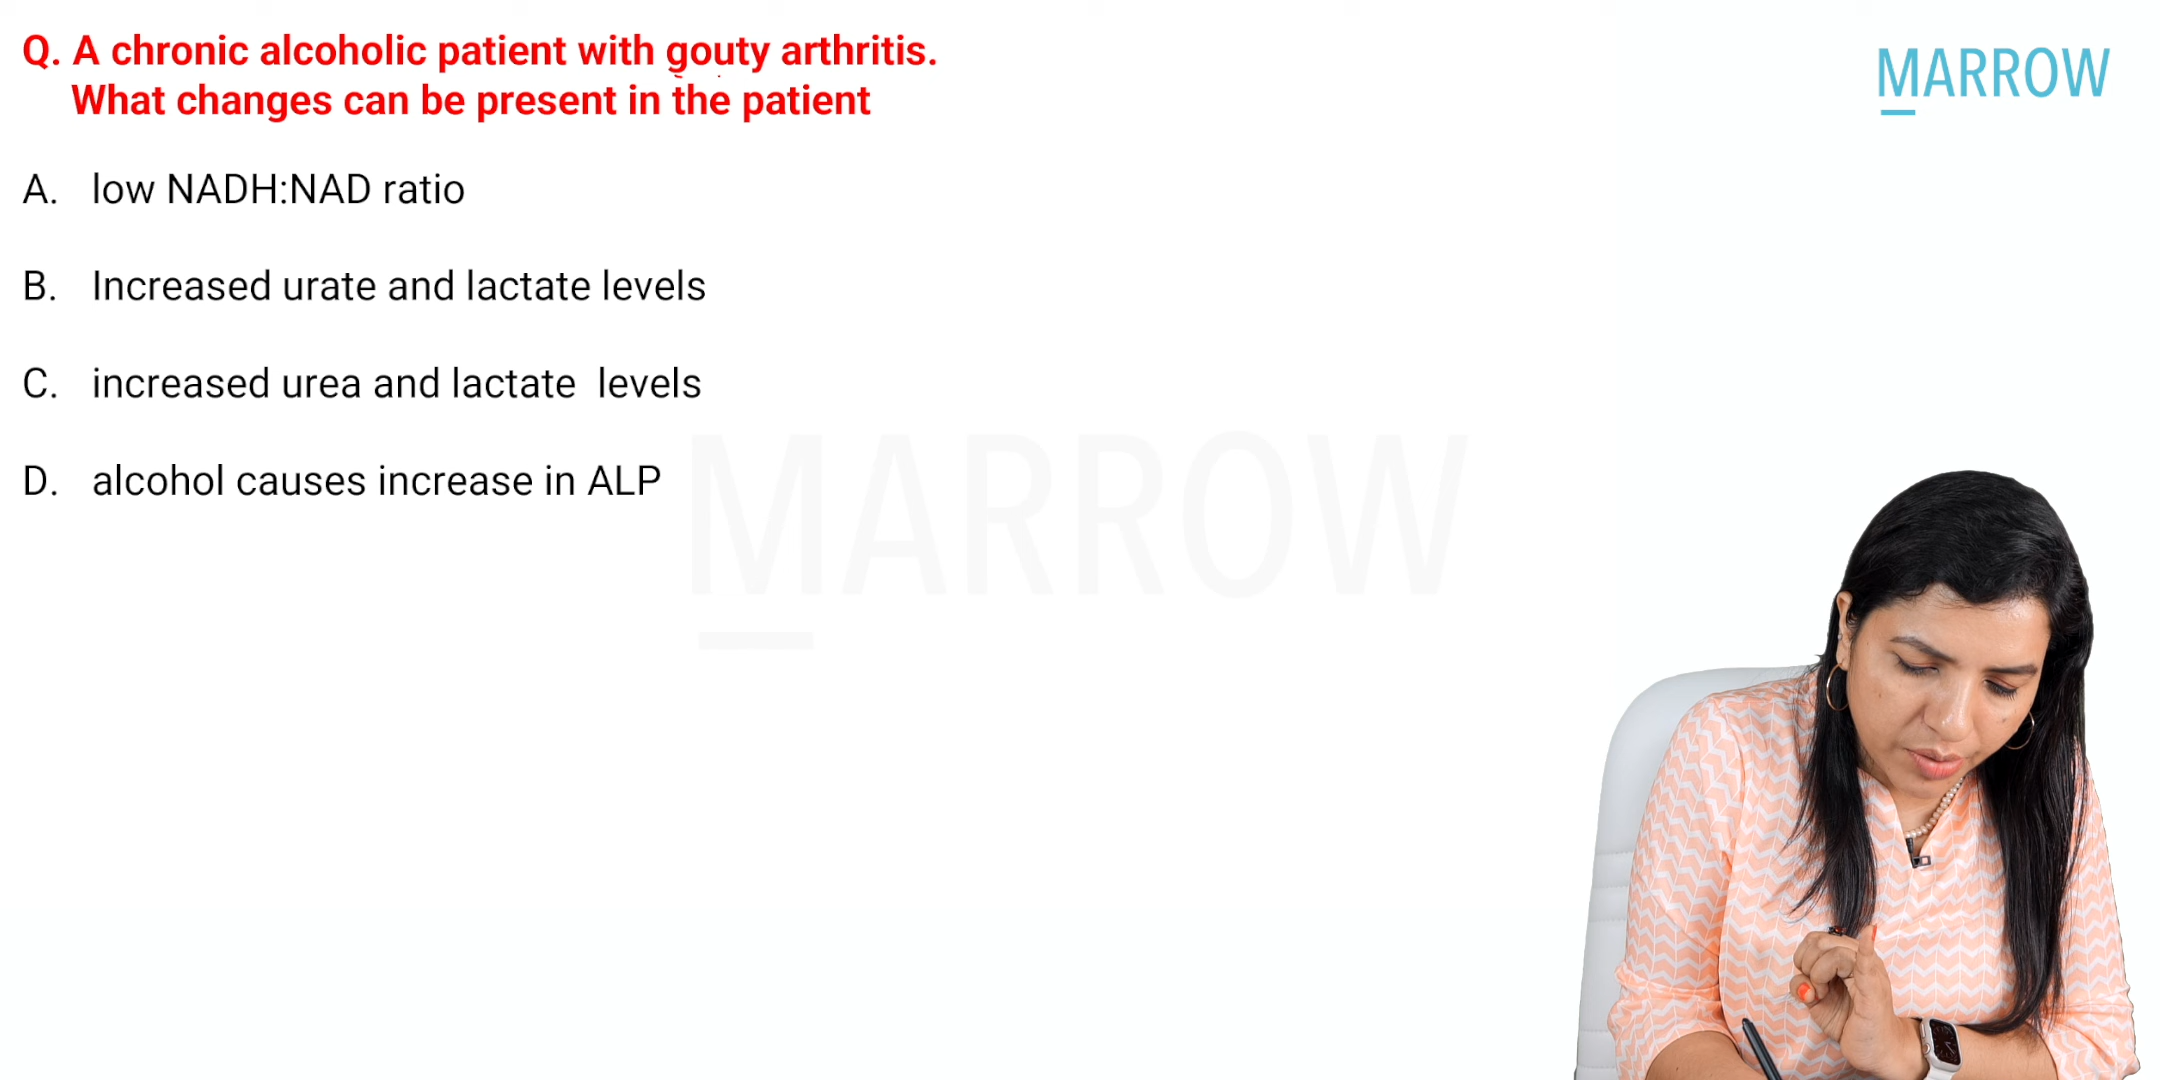 Q. A chronic alcoholic patient with gouty arthritis.
What changes can be present in the patient
MARROW
A. low NADH:NAD ratio
B. Increased urate and lactate levels
C. increased urea and lactate levels
D. alcohol causes increase in ALP
MARROW